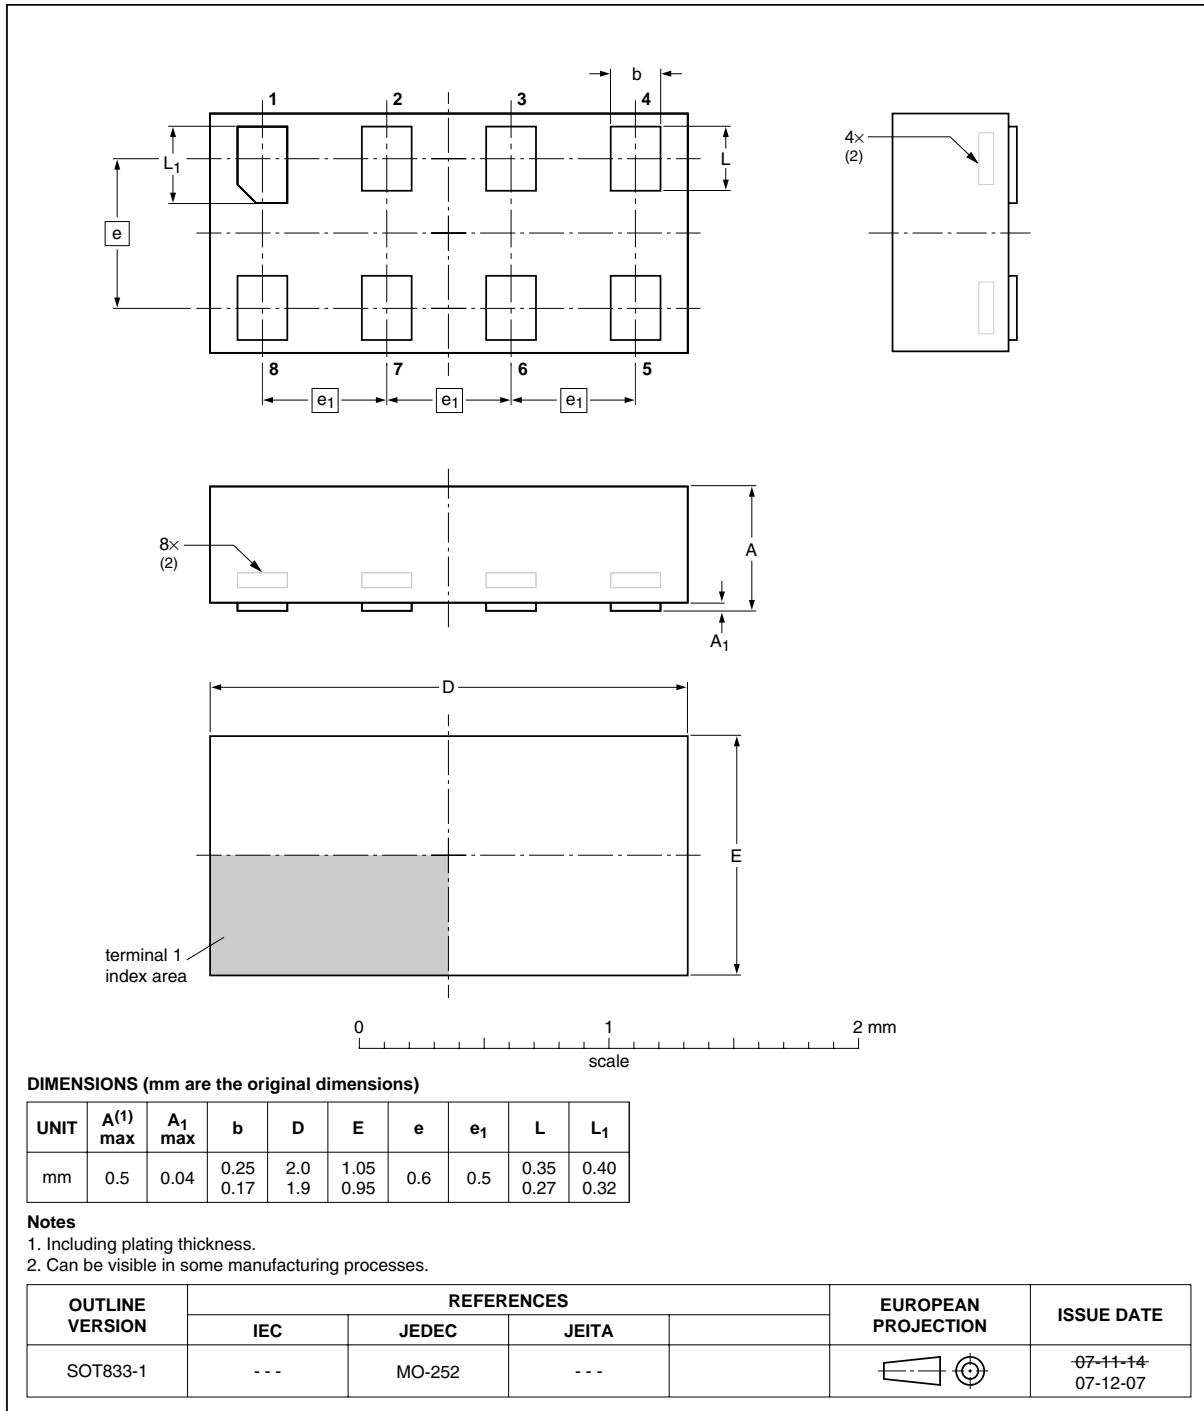 1 2 3 4
b
L1
L
e
8 7 6 5
e1 e1 e1
4×
(2)
8×
(2)
A
A1
D
E
terminal 1
index area
0 1 2 mm
scale
DIMENSIONS (mm are the original dimensions)
UNIT A(1) max A1 max b D E e e1 L L1
mm 0.5 0.04 0.25 0.17 2.0 1.9 1.05 0.95 0.6 0.5 0.35 0.27 0.40 0.32
Notes
1. Including plating thickness.
2. Can be visible in some manufacturing processes.
OUTLINE VERSION REFERENCES EUROPEAN PROJECTION ISSUE DATE
IEC JEDEC JEITA
SOT833-1 - - - MO-252 - - - 07-11-14
07-12-07